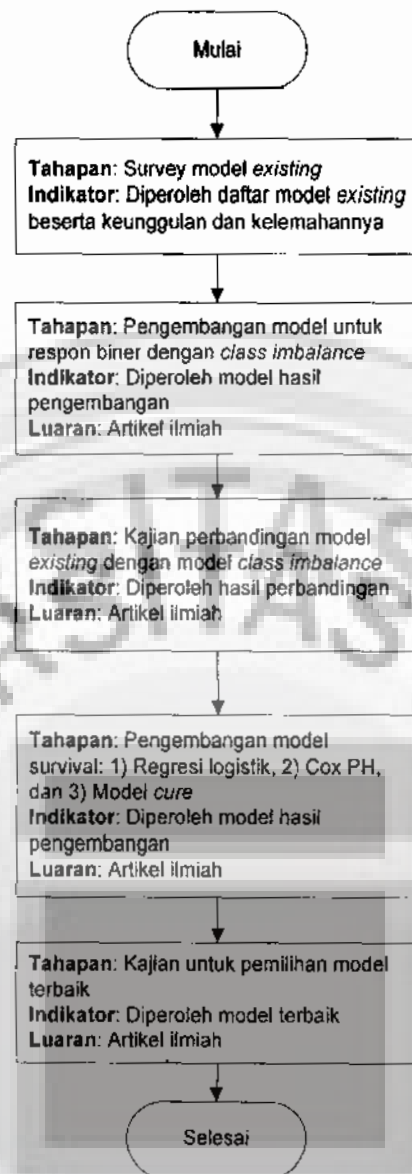 Mulai
Tahapan: Survey model existing
Indikator: Diperoleh daftar model existing
beserta keunggulan dan kelemahannya
Tahapan: Pengembangan model untuk
respon biner dengan class imbalance
Indikator: Diperoleh model hasil
pengembangan
Luaran: Artikel ilmiah
Tahapan: Kajian perbandingan model
existing dengan model class imbalance
Indikator: Diperoleh hasil perbandingan
Luaran: Artikel ilmiah
Tahapan: Pengembangan model
survival: 1) Regresi logistik, 2) Cox PH,
dan 3) Model cure
Indikator: Diperoleh model hasil
pengembangan
Luaran: Artikel ilmiah
Tahapan: Kajian untuk pemilihan model
terbaik
Indikator: Diperoleh model terbaik
Luaran: Artikel ilmiah
Selesai